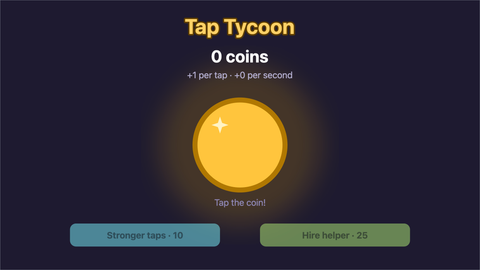 Tap Tycoon
0 coins
+1 per tap · +0 per second
Tap the coin!
Stronger taps · 10
Hire helper · 25